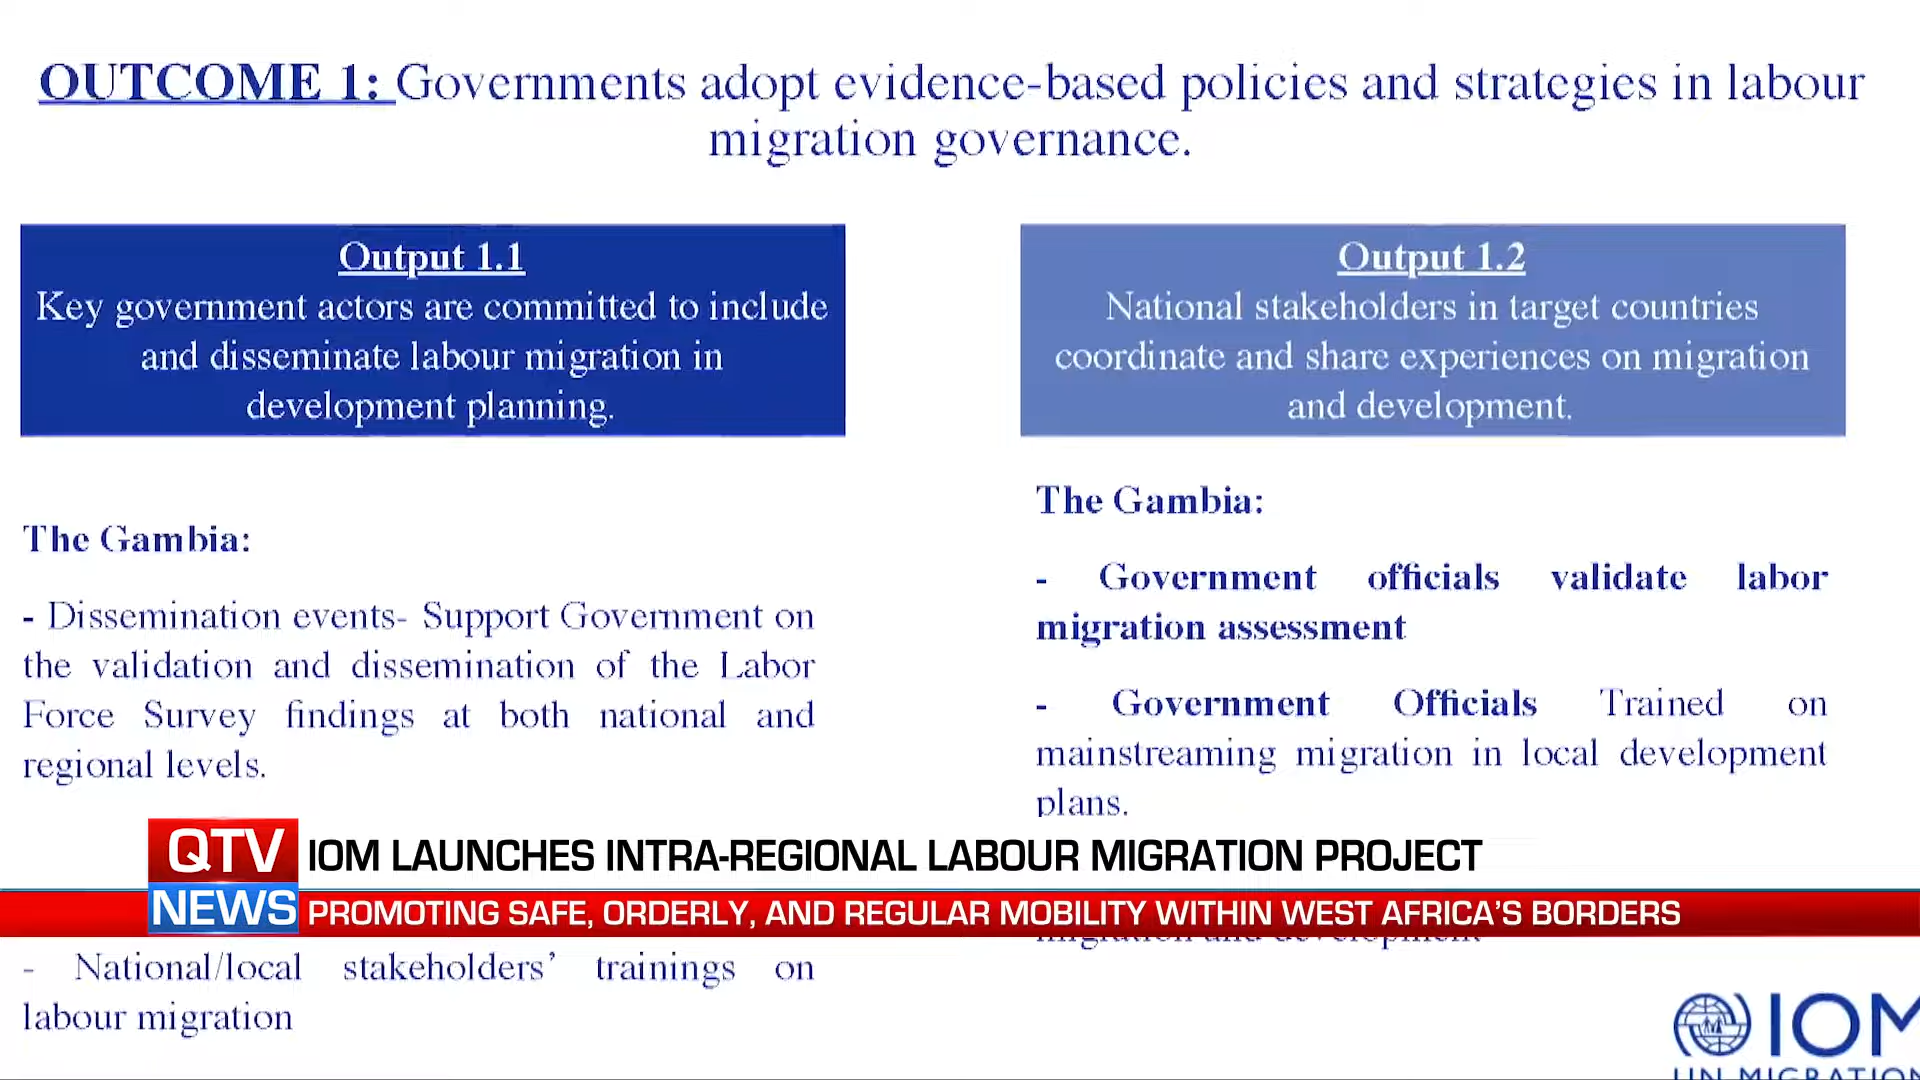 OUTCOME 1: Governments adopt evidence-based policies and strategies in labour
migration governance.
Output 1.1
Key government actors are committed to include
and disseminate labour migration in
development planning.
The Gambia:
- Dissemination events- Support Government on
the validation and dissemination of the Labor
Force Survey findings at both national and
regional levels.
- National/local stakeholders' trainings on
labour migration
Output 1.2
National stakeholders in target countries
coordinate and share experiences on migration
and development.
The Gambia:
- Government officials validate labor
migration assessment
- Government Officials Trained on
mainstreaming migration in local development
plans.
migration and development
QTV
NEWS
IOM LAUNCHES INTRA-REGIONAL LABOUR MIGRATION PROJECT
PROMOTING SAFE, ORDERLY, AND REGULAR MOBILITY WITHIN WEST AFRICA'S BORDERS
IOM
UN MIGRATION